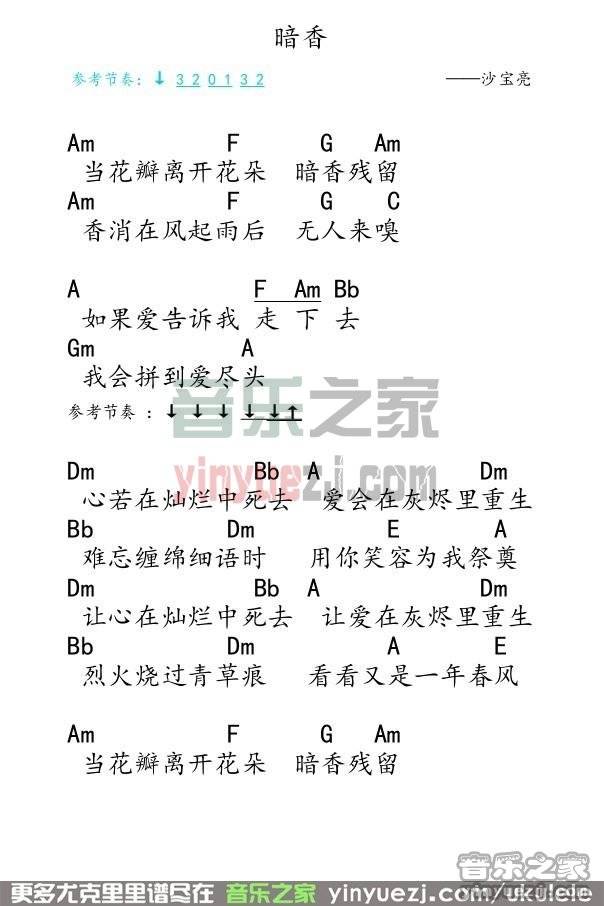 暗香
参考节奏：↓ 3 2 0 1 3 2 ——沙宝亮
Am F G Am
当花瓣离开花朵 暗香残留
Am F G C
香消在风起雨后 无人来嗅
A F Am Bb
如果爱告诉我 走 下 去
Gm A
我会拼到爱尽头
音乐之家
参考节奏 ：↓ ↓ ↓ ↓ ↓ ↑
yinyuezj.com
Dm Bb A Dm
心若在灿烂中死去 爱会在灰烬里重生
Bb Dm E A
难忘缠绵细语时 用你笑容为我祭奠
Dm Bb A Dm
让心在灿烂中死去 让爱在灰烬里重生
Bb Dm A E
烈火烧过青草痕 看看又是一年春风
Am F G Am
当花瓣离开花朵 暗香残留
音乐之家
yinyuezj.com
更多尤克里里谱尽在 音乐之家 yinyuezj.com/ukulele